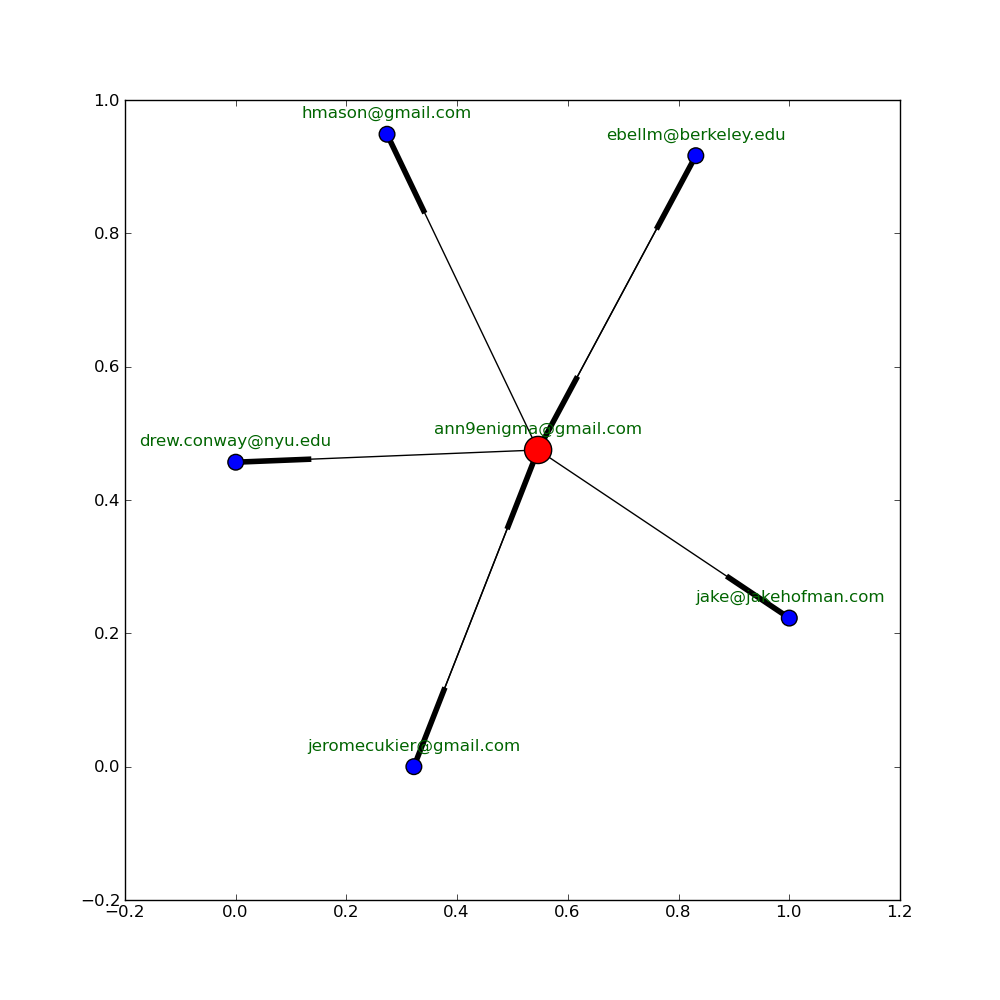 1.0
hmason@gmail.com
ebellm@berkeley.edu
0.8
0.6
ann9enigma@gmail.com
drew.conway@nyu.edu
0.4
jake@jakehofman.com
0.2
jeromecukier@gmail.com
0.0
−0.2
−0.2 0.0 0.2 0.4 0.6 0.8 1.0 1.2